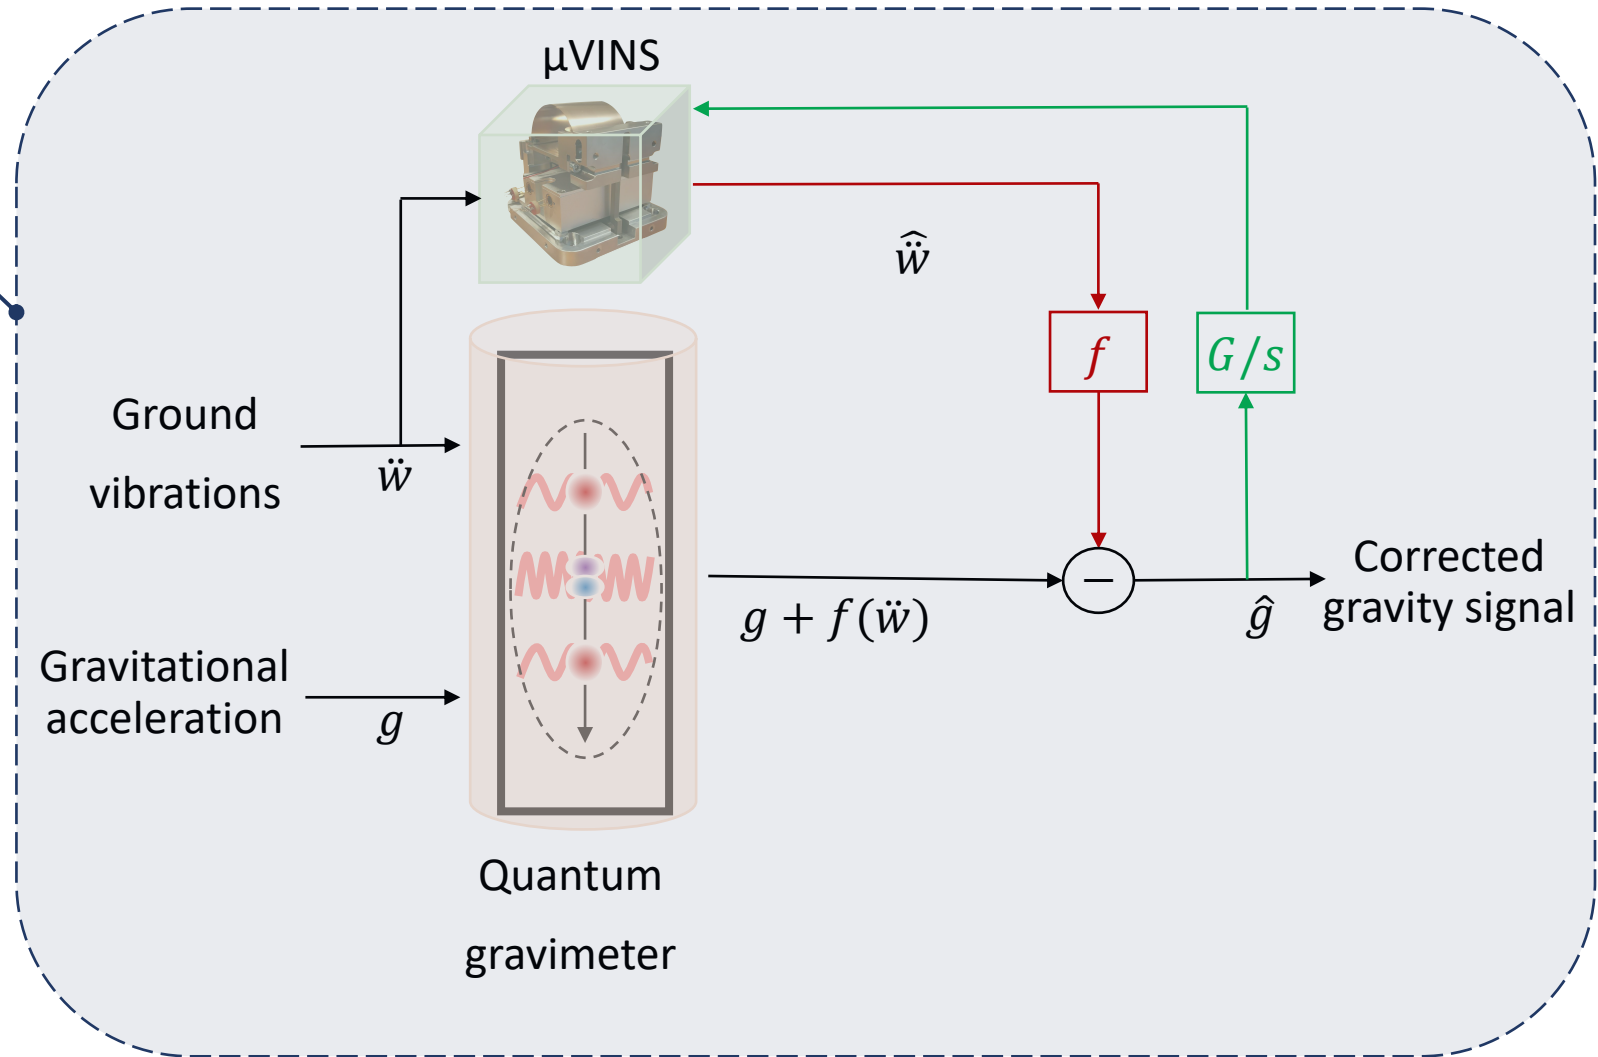 μVINS
ẅ̂
f
G/s
Ground
vibrations
ẅ
Gravitational
acceleration
g
g + f(ẅ)
−
ĝ
Corrected
gravity signal
Quantum
gravimeter